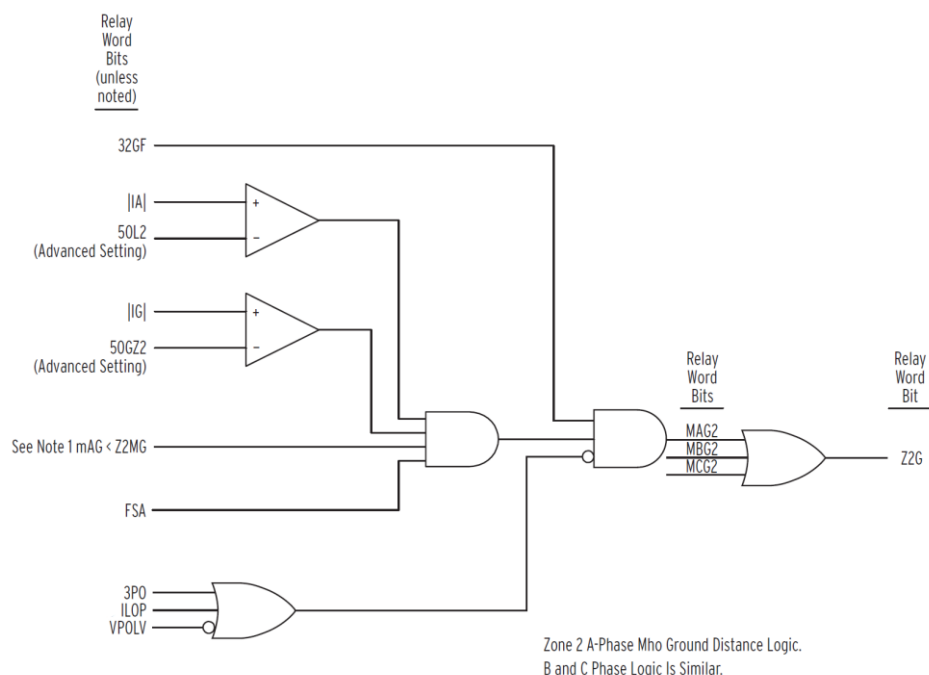 Relay
Word
Bits
(unless
noted)
32GF
|IA|
+
50L2
–
(Advanced Setting)
|IG|
+
50GZ2
–
(Advanced Setting)
Relay
Word
Bits
Relay
Word
Bit
See Note 1 mAG < Z2MG
MAG2
MBG2
MCG2
Z2G
FSA
3PO
ILOP
VPOLV
Zone 2 A-Phase Mho Ground Distance Logic.
B and C Phase Logic Is Similar.